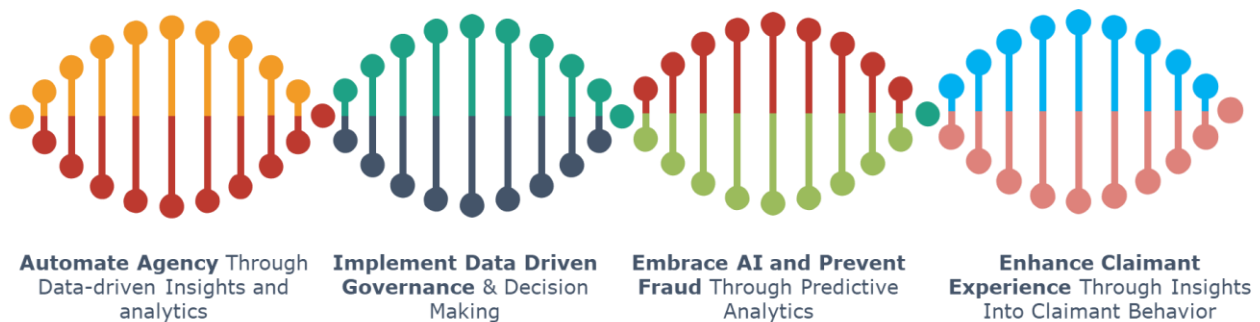 Automate Agency Through
Data-driven Insights and
analytics
Implement Data Driven
Governance & Decision
Making
Embrace AI and Prevent
Fraud Through Predictive
Analytics
Enhance Claimant
Experience Through Insights
Into Claimant Behavior